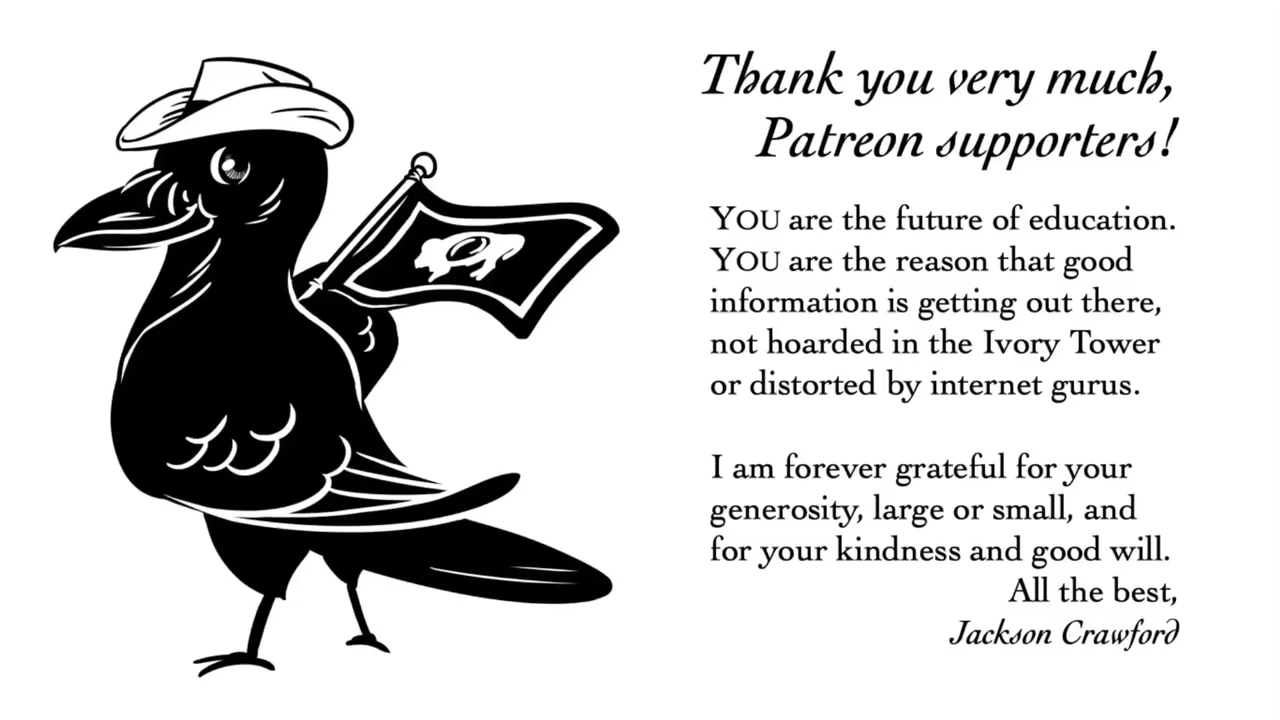 Thank you very much,
Patreon supporters!
YOU are the future of education.
YOU are the reason that good
information is getting out there,
not hoarded in the Ivory Tower
or distorted by internet gurus.
I am forever grateful for your
generosity, large or small, and
for your kindness and good will.
All the best,
Jackson Crawford